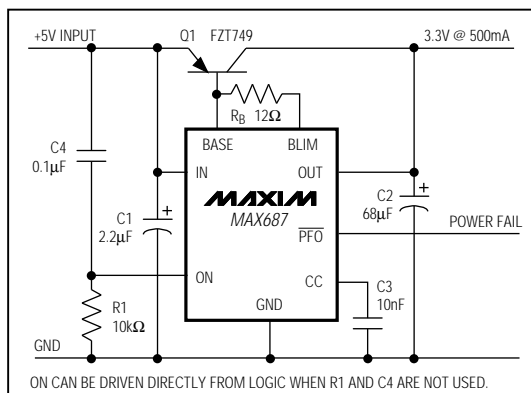 +5V INPUT
Q1
FZT749
3.3V @ 500mA
RB
12Ω
C4
0.1µF
BASE
BLIM
IN
OUT
MAXIM
MAX687
C1
2.2µF
+
C2
68µF
+
PFO
POWER FAIL
ON
CC
C3
10nF
R1
10kΩ
GND
GND
ON CAN BE DRIVEN DIRECTLY FROM LOGIC WHEN R1 AND C4 ARE NOT USED.